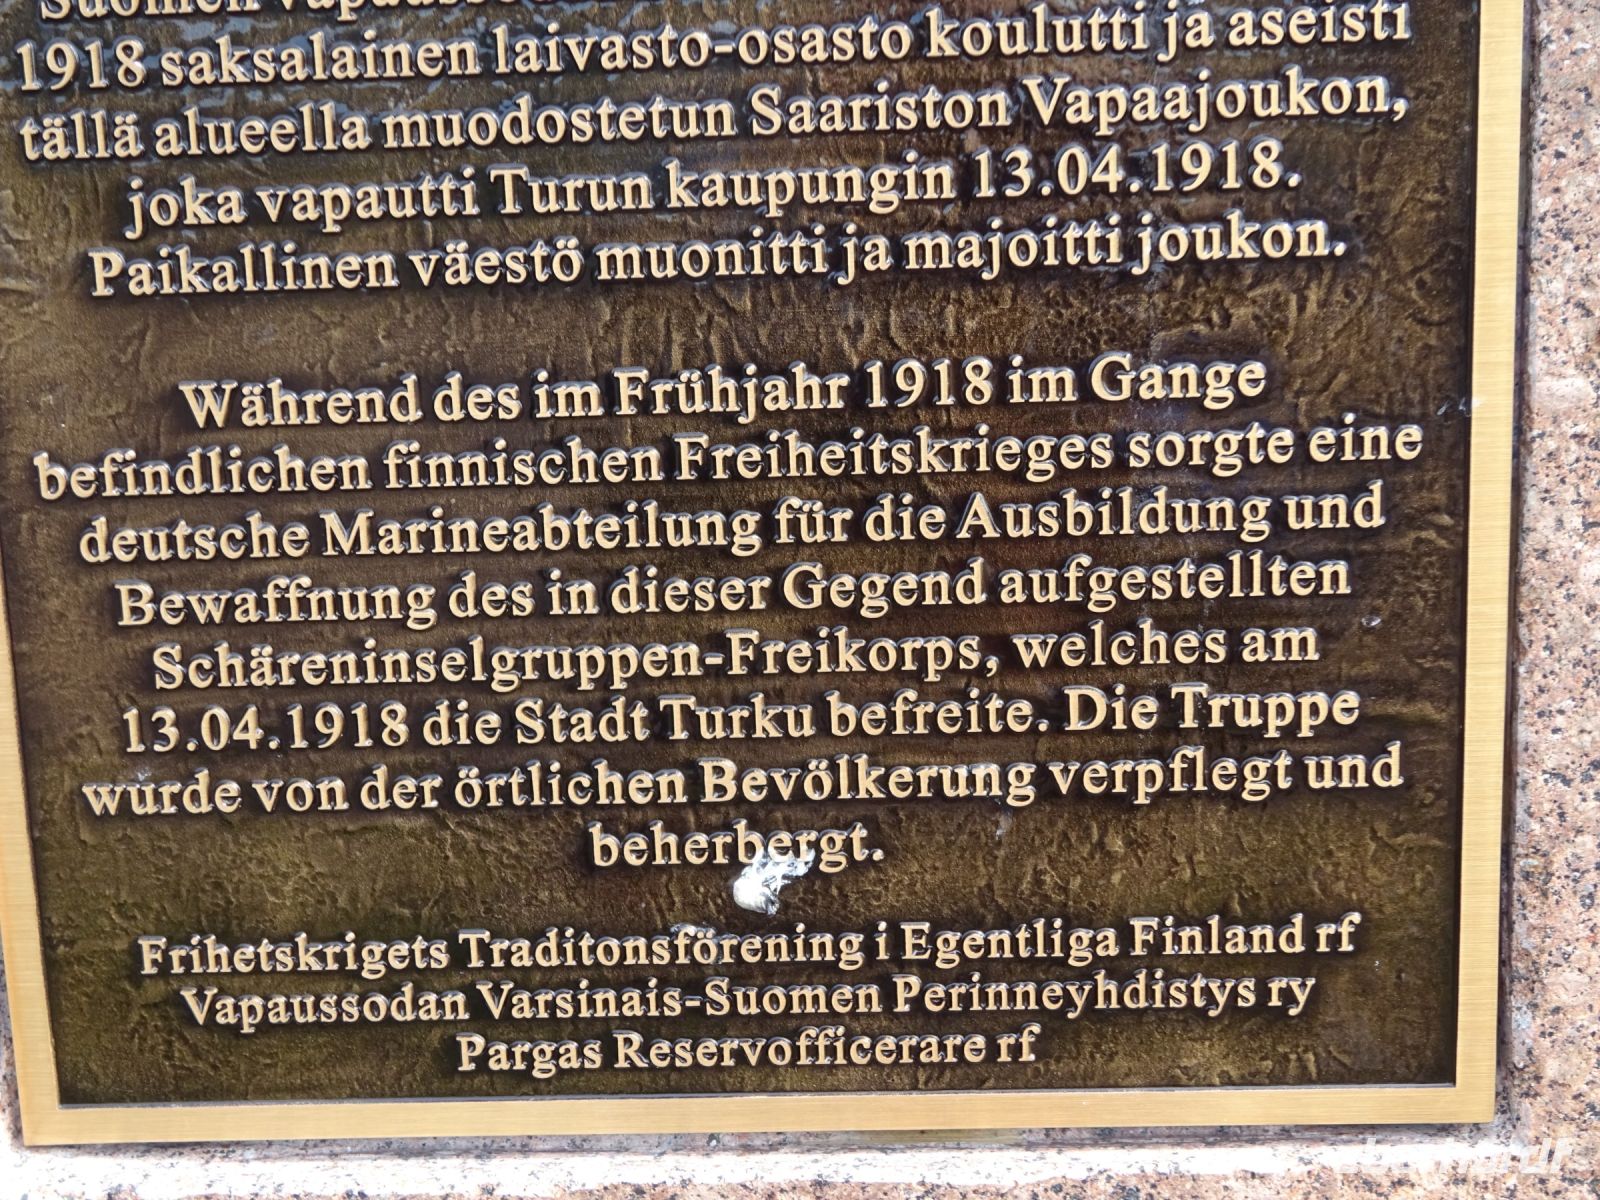 Suomen
1918 saksalainen laivasto-osasto koulutti ja aseisti
tällä alueella muodostetun Saariston Vapaajoukon,
joka vapautti Turun kaupungin 13.04.1918.
Paikallinen väestö muonitti ja majoitti joukon.
Während des im Frühjahr 1918 im Gange
befindlichen finnischen Freiheitskrieges sorgte eine
deutsche Marineabteilung für die Ausbildung und
Bewaffnung des in dieser Gegend aufgestellten
Schäreninselgruppen-Freikorps, welches am
13.04.1918 die Stadt Turku befreite. Die Truppe
wurde von der örtlichen Bevölkerung verpflegt und
beherbergt.
Frihetskrigets Traditonsförening i Egentliga Finland rf
Vapaussodan Varsinais-Suomen Perinneyhdistys ry
Pargas Reservofficerare rf